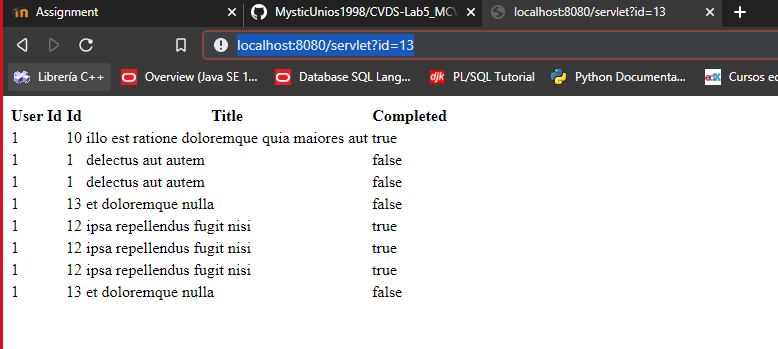 Assignment
MysticUnios1998/CVDS-Lab5_MCV
localhost:8080/servlet?id=13
localhost:8080/servlet?id=13
Librería C++
Overview (Java SE 1...
Database SQL Lang...
djk PL/SQL Tutorial
Python Documenta...
edX Cursos ec
User Id Id Title Completed
1 10 illo est ratione doloremque quia maiores aut true
1 1 delectus aut autem false
1 1 delectus aut autem false
1 13 et doloremque nulla false
1 12 ipsa repellendus fugit nisi true
1 12 ipsa repellendus fugit nisi true
1 12 ipsa repellendus fugit nisi true
1 13 et doloremque nulla false